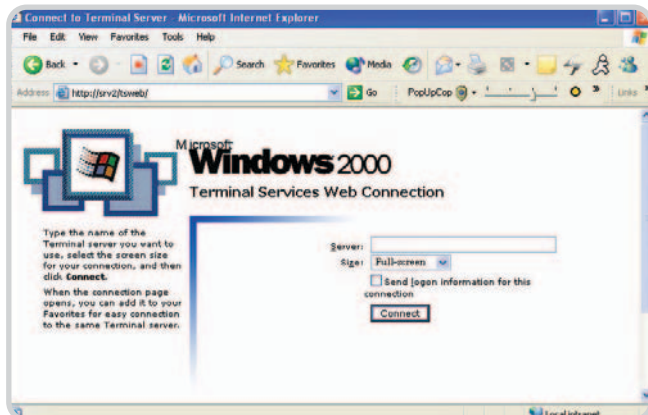 Connect to Terminal Server - Microsoft Internet Explorer
File Edit View Favorites Tools Help
Back Search Favorites Media
Address http://srv2/tsweb/ Go PopUpCop Links
Microsoft
Windows 2000
Terminal Services Web Connection
Type the name of the
Terminal server you want to
use, select the screen size
for your connection, and then
click Connect.
When the connection page
opens, you can add it to your
Favorites for easy connection
to the same Terminal server.
Server:
Size: Full-screen
Send logon information for this
connection
Connect
Local intranet